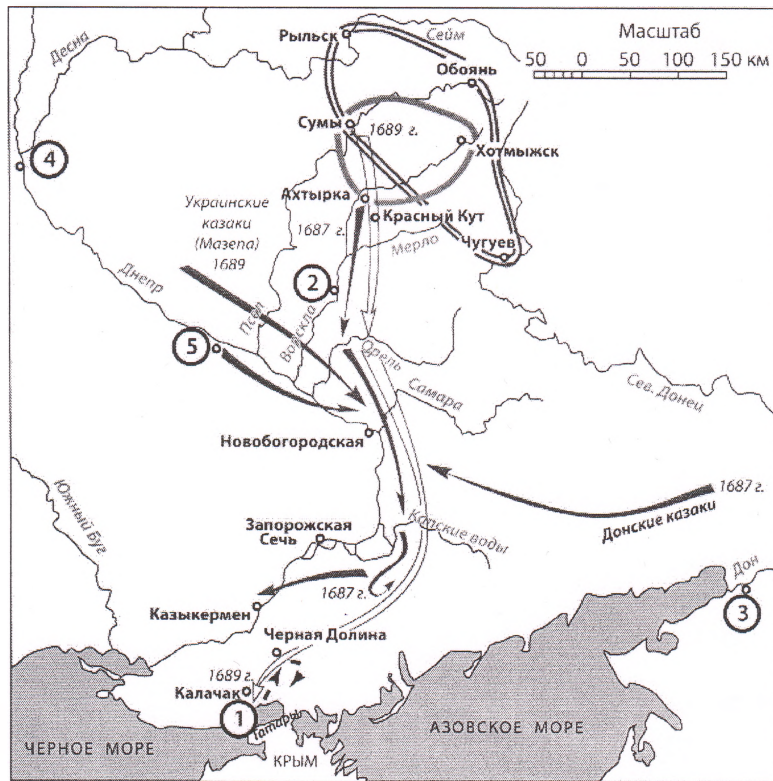 Рыльск
Сейм
Масштаб
50 0 50 100 150 км
Десна
Обоянь
Сумы
1689 г.
Хотмыжск
4
Ахтырка
Украинские
казаки
(Мазепа)
1689
1687 г.
Красный Кут
Мерло
Чугуев
2
Днепр
Псел
Ворскла
5
Орель
Самара
Сев. Донец
Новобогородская
Южный Буг
1687 г.
Донские казаки
Запорожская
Сечь
Конские воды
1687 г.
Дон
3
Казыкермен
Черная Долина
1689 г.
Калачак
1
Татары
АЗОВСКОЕ МОРЕ
ЧЕРНОЕ МОРЕ
КРЫМ